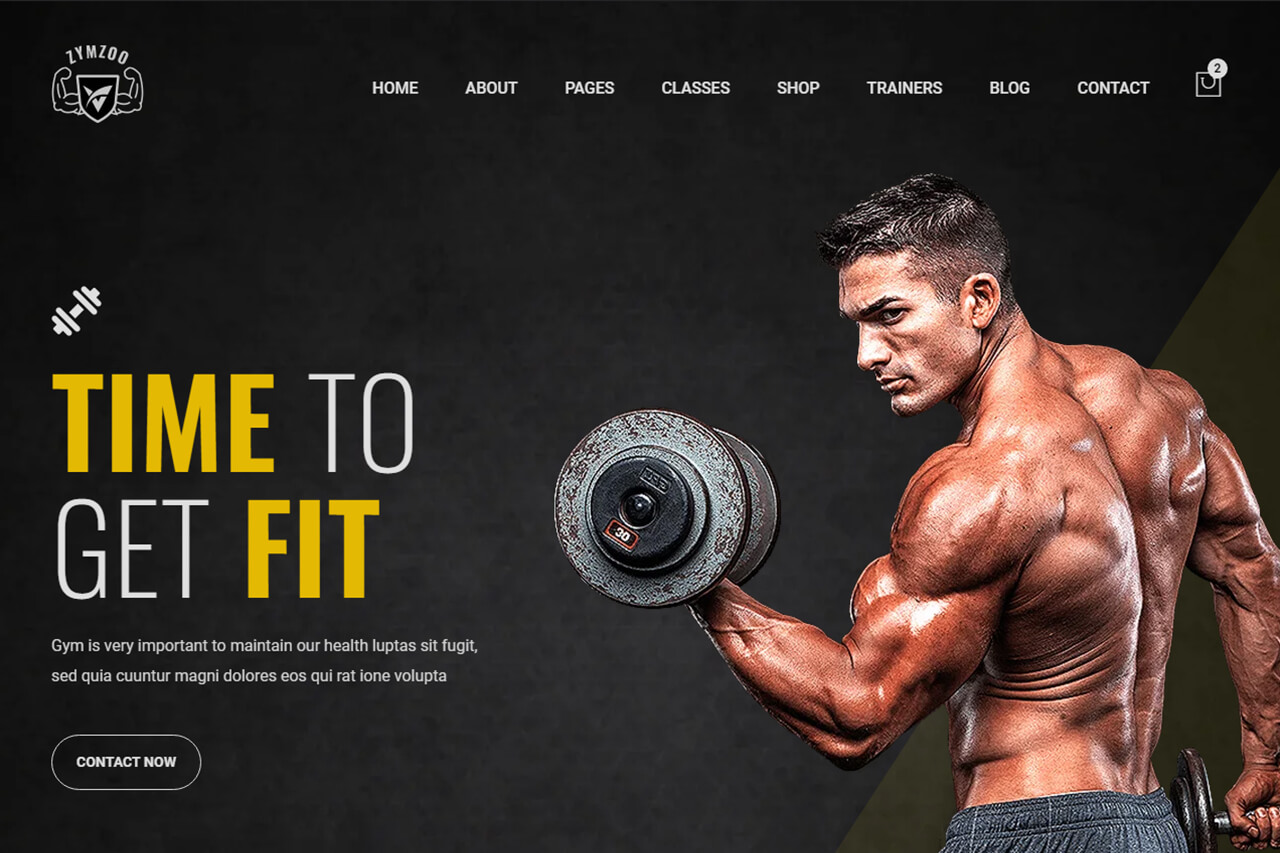 ZYMZOO
HOME ABOUT PAGES CLASSES SHOP TRAINERS BLOG CONTACT 2
TIME TO
GET FIT
30
Gym is very important to maintain our health luptas sit fugit,
sed quia cuuntur magni dolores eos qui rat ione volupta
CONTACT NOW